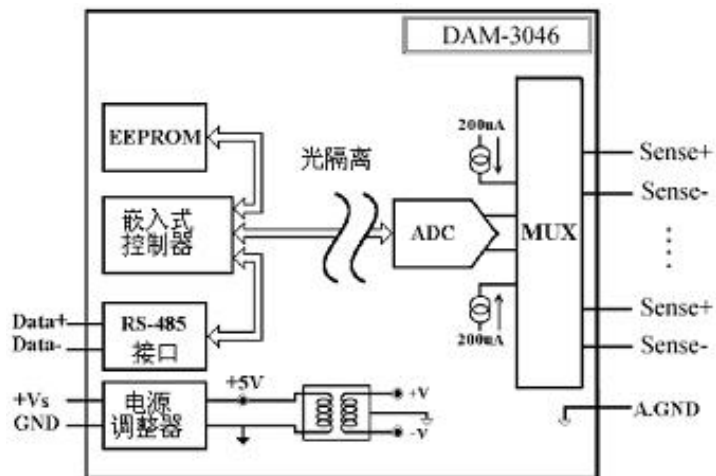 DAM-3046
EEPROM
光隔离
200uA
Sense+
Sense-
嵌入式
控制器
ADC
MUX
Data+
Data-
RS-485
接口
200uA
Sense+
Sense-
+Vs
GND
电源
调整器
+5V
+V
-V
A.GND